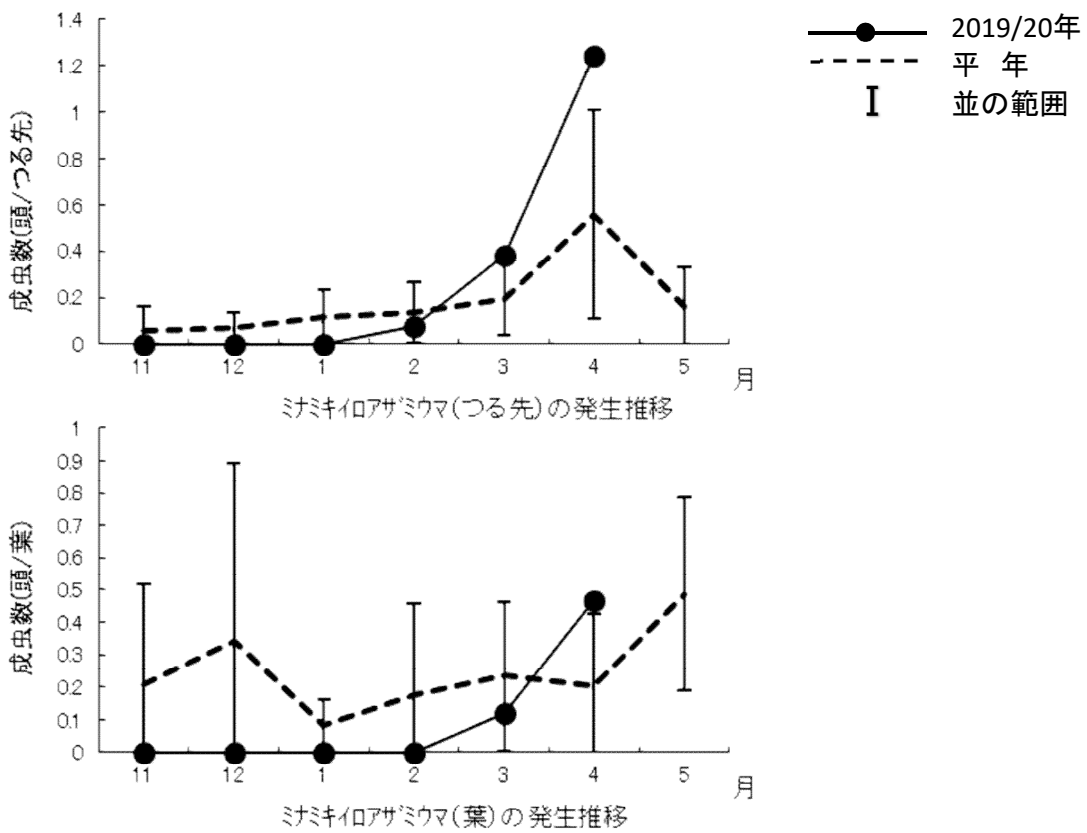 2019/20年
平 年
並の範囲
成虫数(頭/つる先)
1.4
1.2
1
0.8
0.6
0.4
0.2
0
11 12 1 2 3 4 5 月
ミナミキイロアザミウマ(つる先)の発生推移
成虫数(頭/葉)
1
0.9
0.8
0.7
0.6
0.5
0.4
0.3
0.2
0.1
0
11 12 1 2 3 4 5 月
ミナミキイロアザミウマ(葉)の発生推移